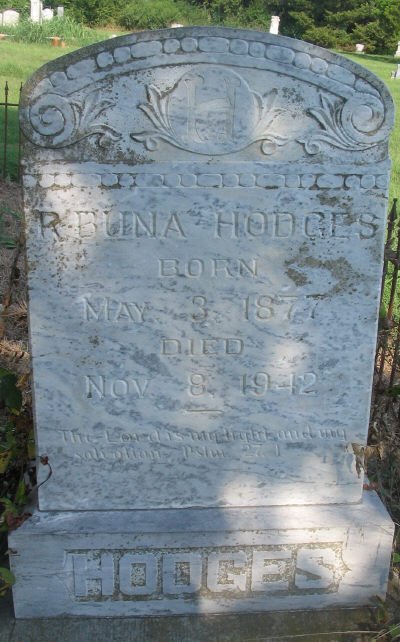 H
R. BUNA HODGES
BORN
MAY 3, 1877
DIED
NOV 8, 1942
The Lord is my light and my
salvation. Pslm. 27.1
HODGES